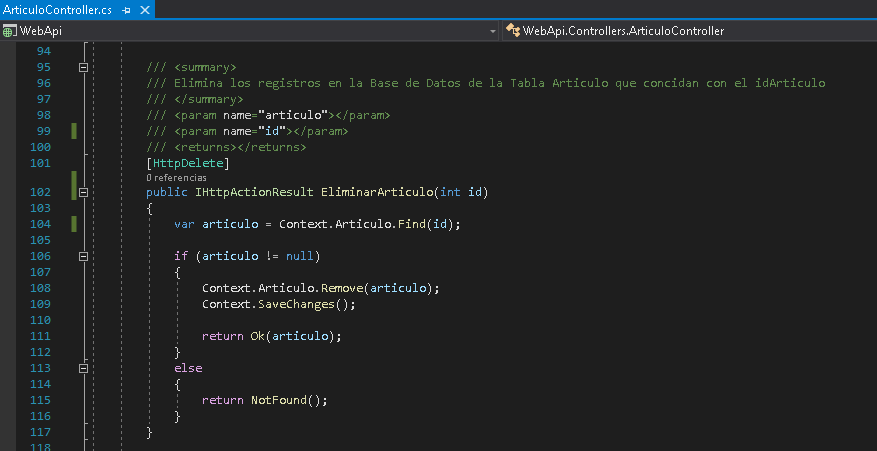 ArticuloController.cs
WebApi WebApi.Controllers.ArticuloController
94
95 /// <summary>
96 /// Elimina los registros en la Base de Datos de la Tabla Articulo que concidan con el idArticulo
97 /// </summary>
98 /// <param name="articulo"></param>
99 /// <param name="id"></param>
100 /// <returns></returns>
101 [HttpDelete]
0 referencias
102 public IHttpActionResult EliminarArticulo(int id)
103 {
104 var articulo = Context.Articulo.Find(id);
105
106 if (articulo != null)
107 {
108 Context.Articulo.Remove(articulo);
109 Context.SaveChanges();
110
111 return Ok(articulo);
112 }
113 else
114 {
115 return NotFound();
116 }
117 }
118